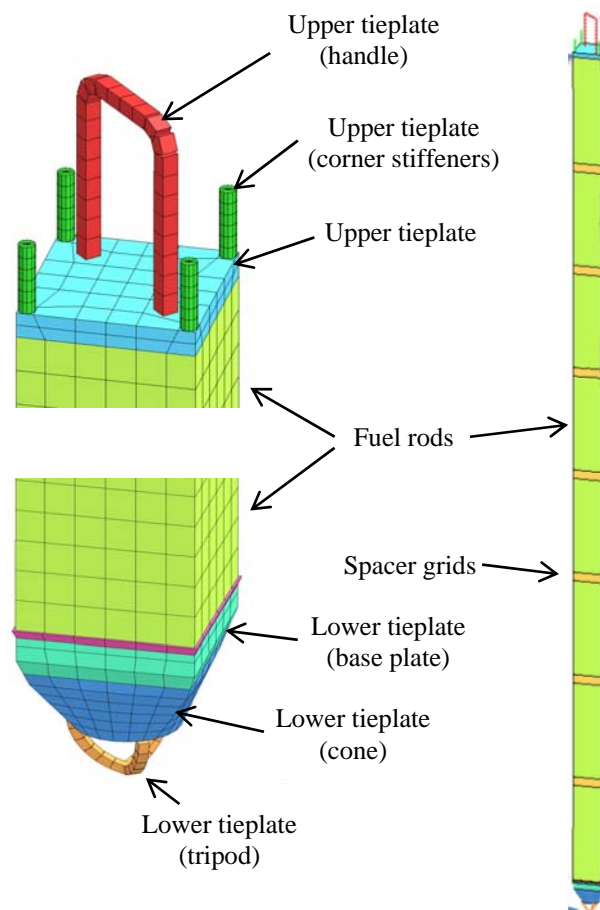 Upper tieplate
(handle)
Upper tieplate
(corner stiffeners)
Upper tieplate
Fuel rods
Spacer grids
Lower tieplate
(base plate)
Lower tieplate
(cone)
Lower tieplate
(tripod)